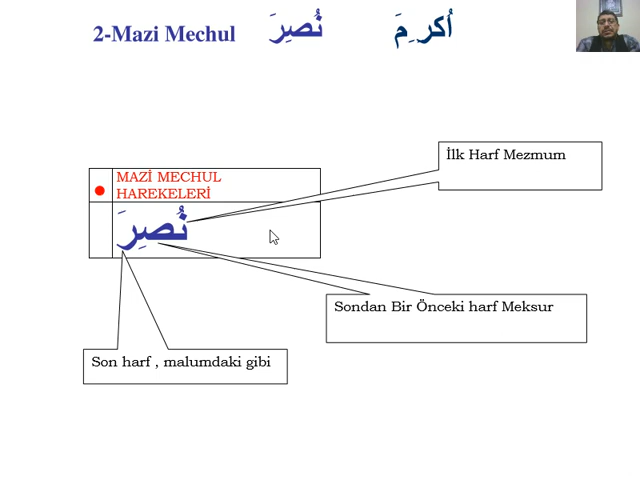 2-Mazi Mechul نُصِرَ أُكرِمَ
İlk Harf Mezmum
MAZİ MECHUL
HAREKELERİ
نُصِرَ
Sondan Bir Önceki harf Meksur
Son harf , malumdaki gibi